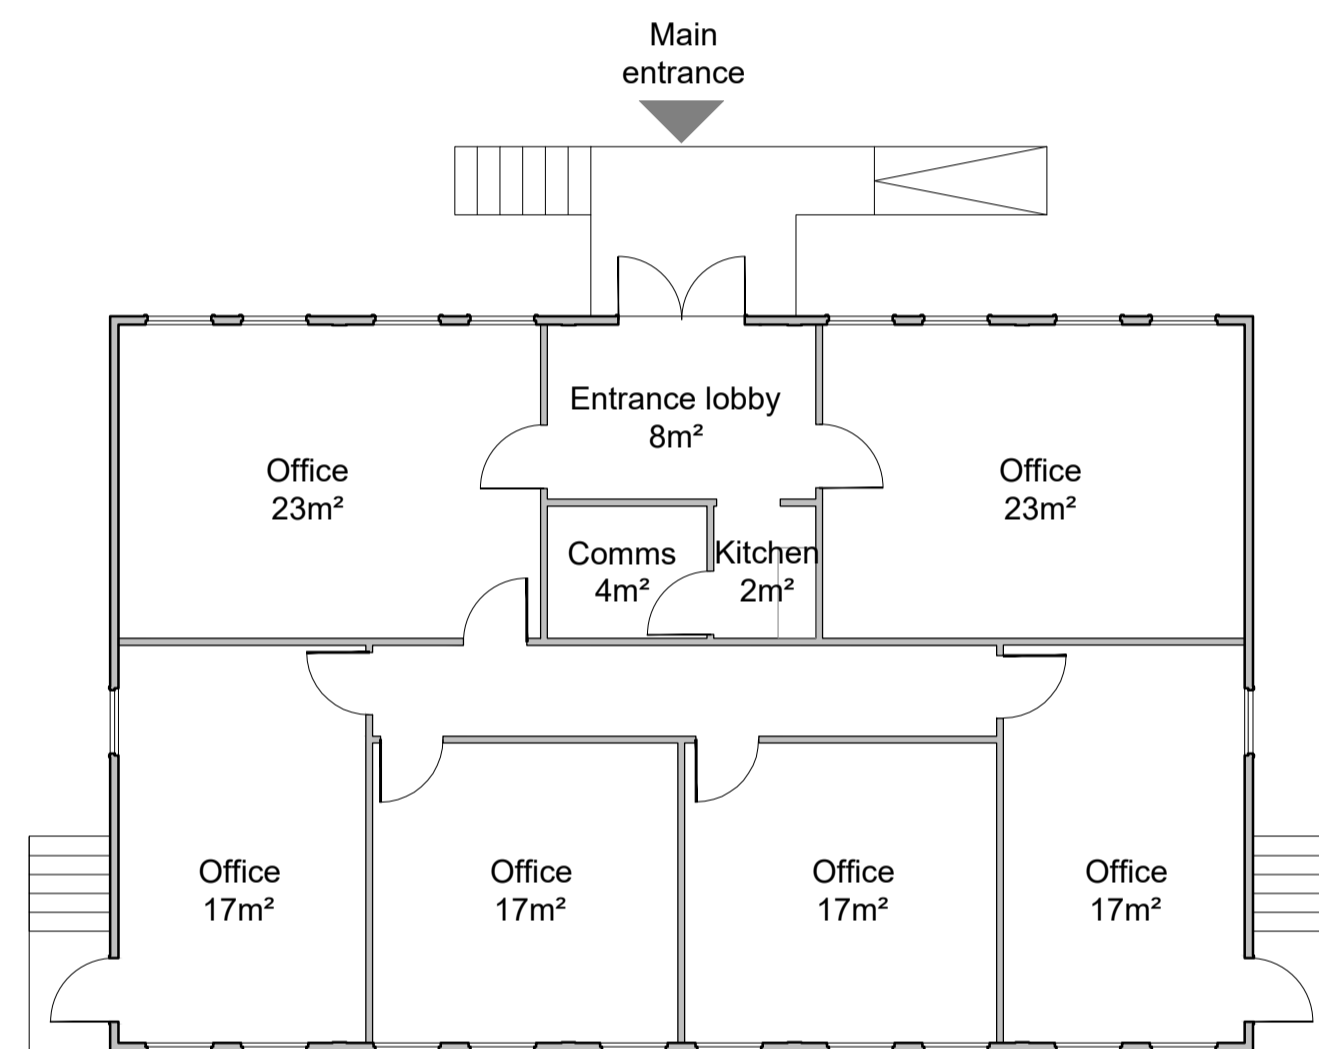 Main
entrance
Entrance lobby
8m²
Office
23m²
Office
23m²
Comms
4m²
Kitchen
2m²
Office
17m²
Office
17m²
Office
17m²
Office
17m²